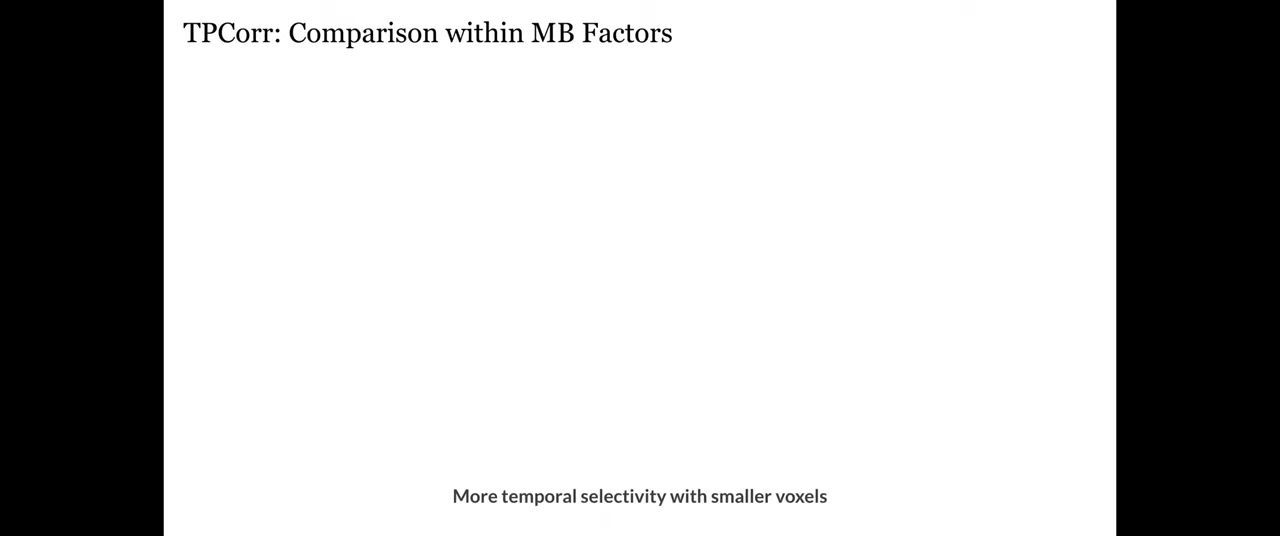 TPCorr: Comparison within MB Factors
More temporal selectivity with smaller voxels